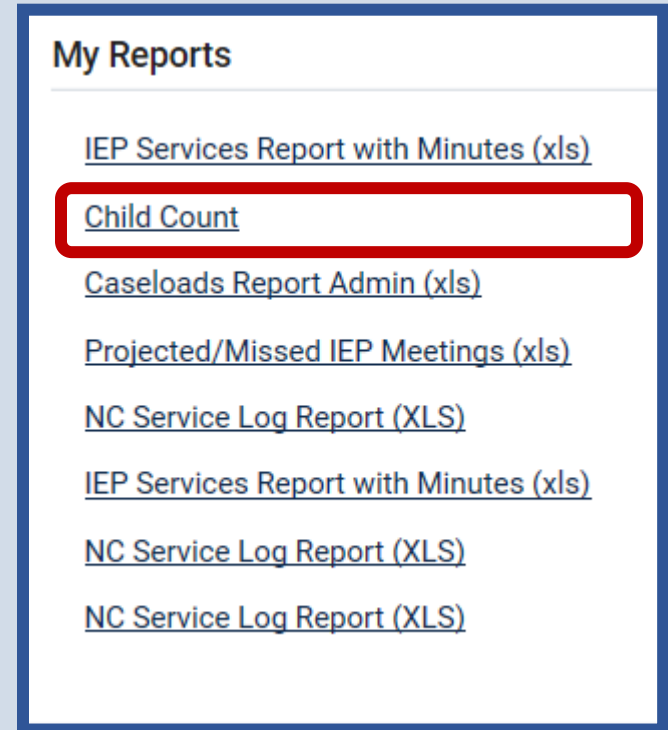 My Reports
IEP Services Report with Minutes (xls)
Child Count
Caseloads Report Admin (xls)
Projected/Missed IEP Meetings (xls)
NC Service Log Report (XLS)
IEP Services Report with Minutes (xls)
NC Service Log Report (XLS)
NC Service Log Report (XLS)